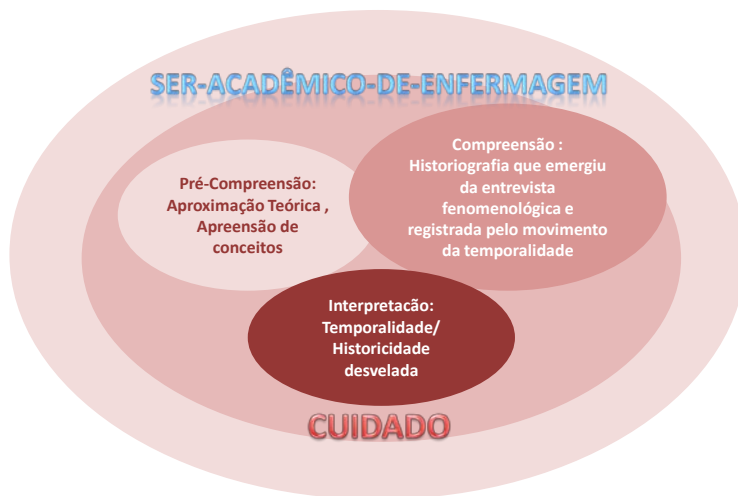 SER-ACADÊMICO-DE-ENFERMAGEM
Pré-Compreensão:
Aproximação Teórica ,
Apreensão de
conceitos
Compreensão :
Historiografia que emergiu
da entrevista
fenomenológica e
registrada pelo movimento
da temporalidade
Interpretacão:
Temporalidade/
Historicidade
desvelada
CUIDADO